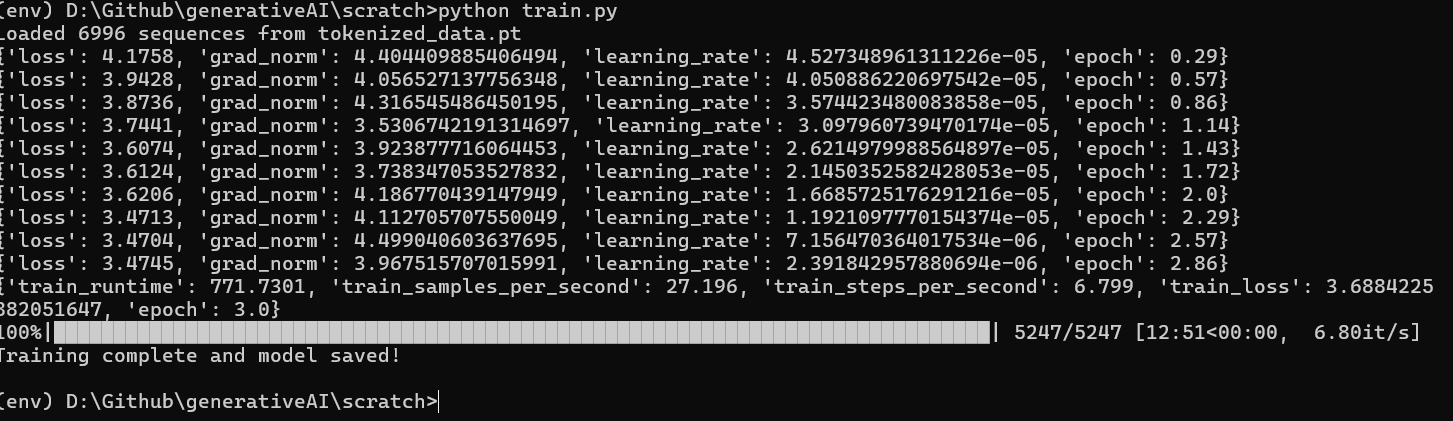 (env) D:\Github\generativeAI\scratch>python train.py
Loaded 6996 sequences from tokenized_data.pt
{'loss': 4.1758, 'grad_norm': 4.404409885406494, 'learning_rate': 4.527348961311226e-05, 'epoch': 0.29}
{'loss': 3.9428, 'grad_norm': 4.056527137756348, 'learning_rate': 4.050886220697542e-05, 'epoch': 0.57}
{'loss': 3.8736, 'grad_norm': 4.316545486450195, 'learning_rate': 3.574423480083858e-05, 'epoch': 0.86}
{'loss': 3.7441, 'grad_norm': 3.5306742191314697, 'learning_rate': 3.097960739470174e-05, 'epoch': 1.14}
{'loss': 3.6074, 'grad_norm': 3.923877716064453, 'learning_rate': 2.6214979988564897e-05, 'epoch': 1.43}
{'loss': 3.6124, 'grad_norm': 3.738347053527832, 'learning_rate': 2.1450352582428053e-05, 'epoch': 1.72}
{'loss': 3.6206, 'grad_norm': 4.186770439147949, 'learning_rate': 1.6685725176291216e-05, 'epoch': 2.0}
{'loss': 3.4713, 'grad_norm': 4.112705707550049, 'learning_rate': 1.1921097770154374e-05, 'epoch': 2.29}
{'loss': 3.4704, 'grad_norm': 4.499040603637695, 'learning_rate': 7.156470364017534e-06, 'epoch': 2.57}
{'loss': 3.4745, 'grad_norm': 3.967515707015991, 'learning_rate': 2.391842957880694e-06, 'epoch': 2.86}
{'train_runtime': 771.7301, 'train_samples_per_second': 27.196, 'train_steps_per_second': 6.799, 'train_loss': 3.6884225
882051647, 'epoch': 3.0}
100%| | 5247/5247 [12:51<00:00, 6.80it/s]
Training complete and model saved!
(env) D:\Github\generativeAI\scratch>